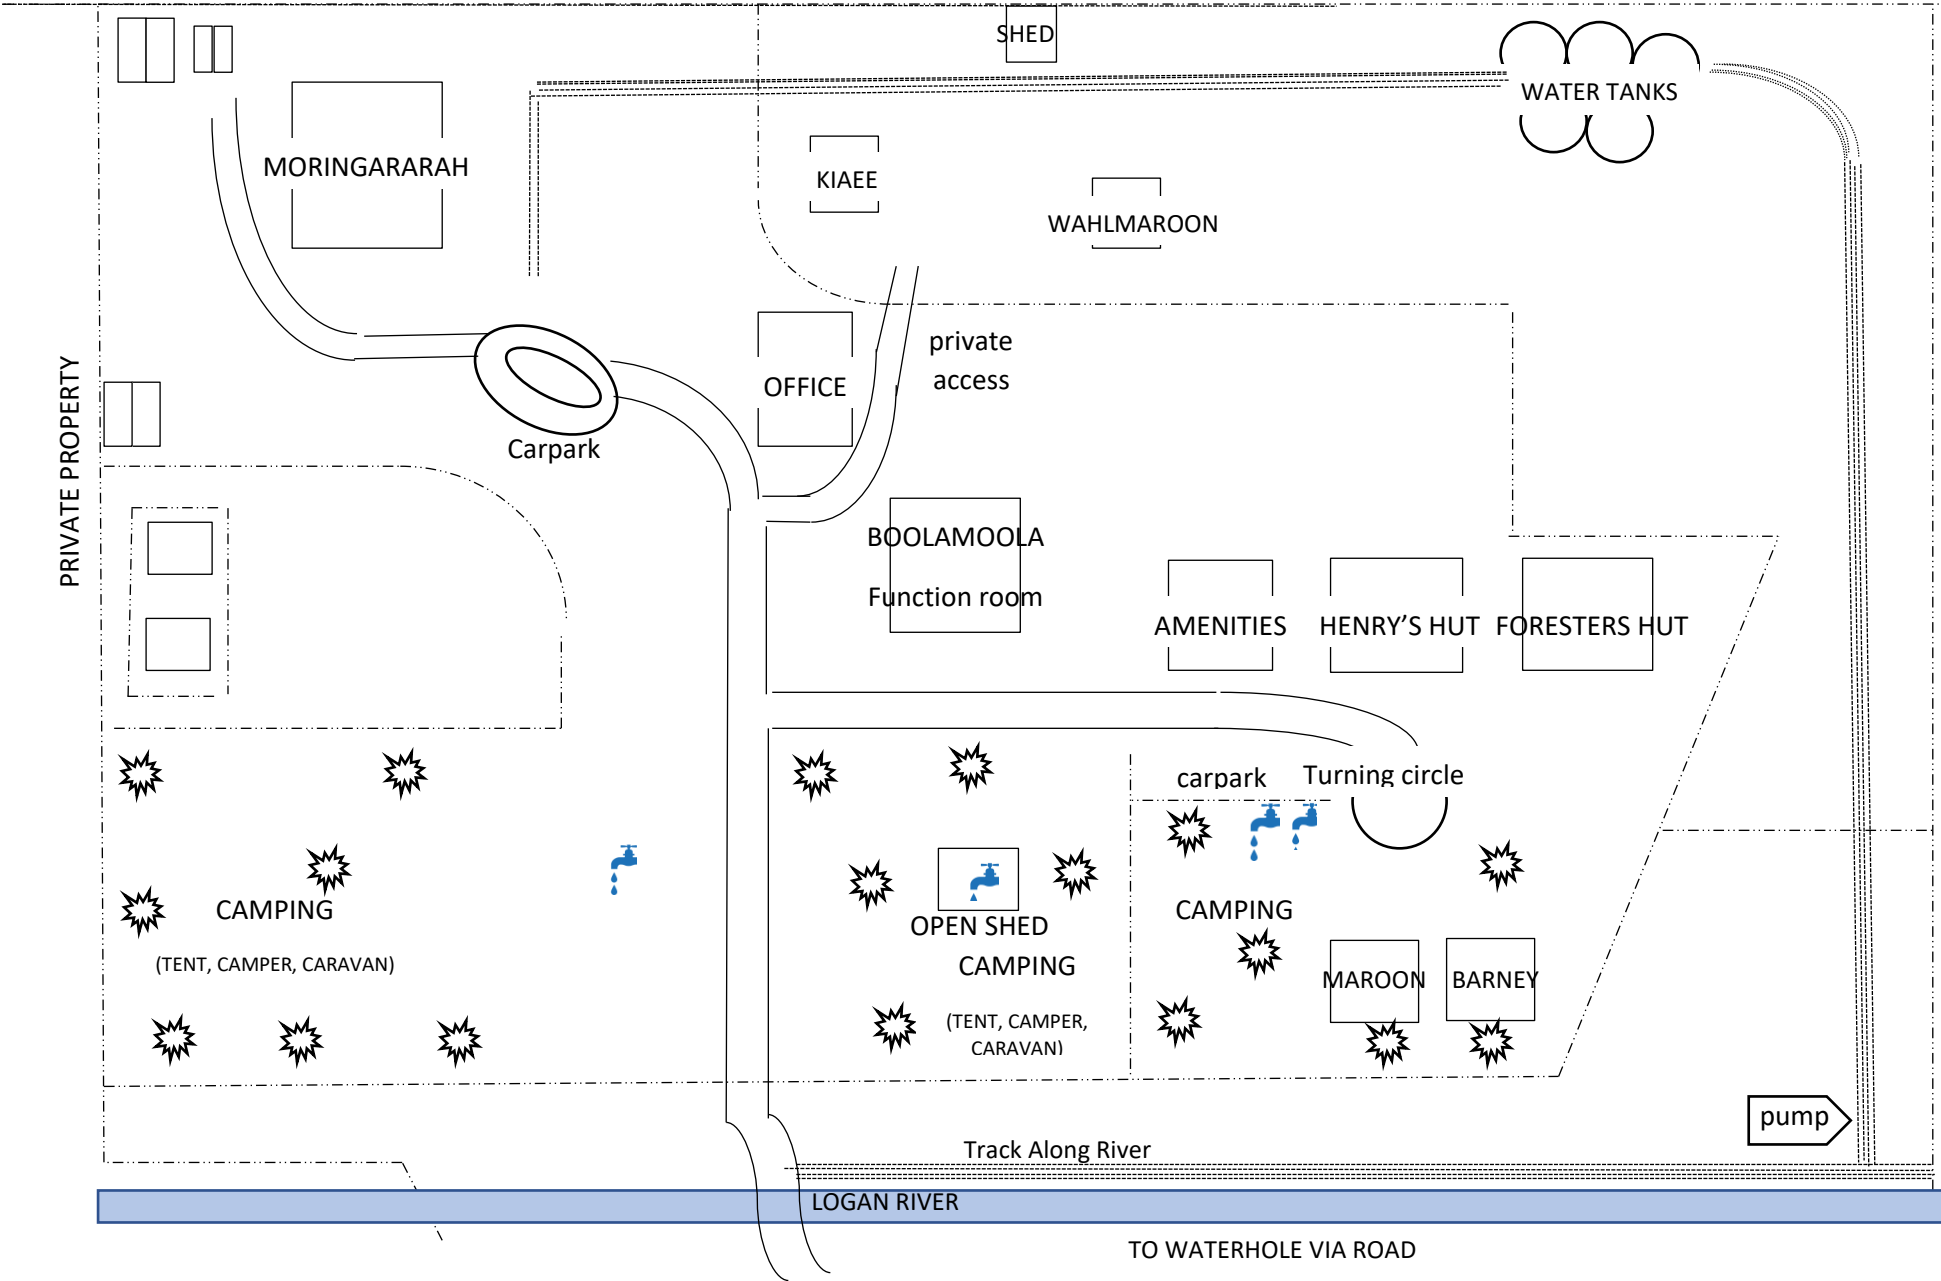 SHED
WATER TANKS
MORINGARARAH
KIAEE
WAHLMAROON
private
access
OFFICE
Carpark
PRIVATE PROPERTY
BOOLAMOOLA
Function room
AMENITIES
HENRY'S HUT
FORESTERS HUT
carpark
Turning circle
CAMPING
(TENT, CAMPER, CARAVAN)
OPEN SHED
CAMPING
(TENT, CAMPER,
CARAVAN)
CAMPING
MAROON
BARNEY
pump
Track Along River
LOGAN RIVER
TO WATERHOLE VIA ROAD